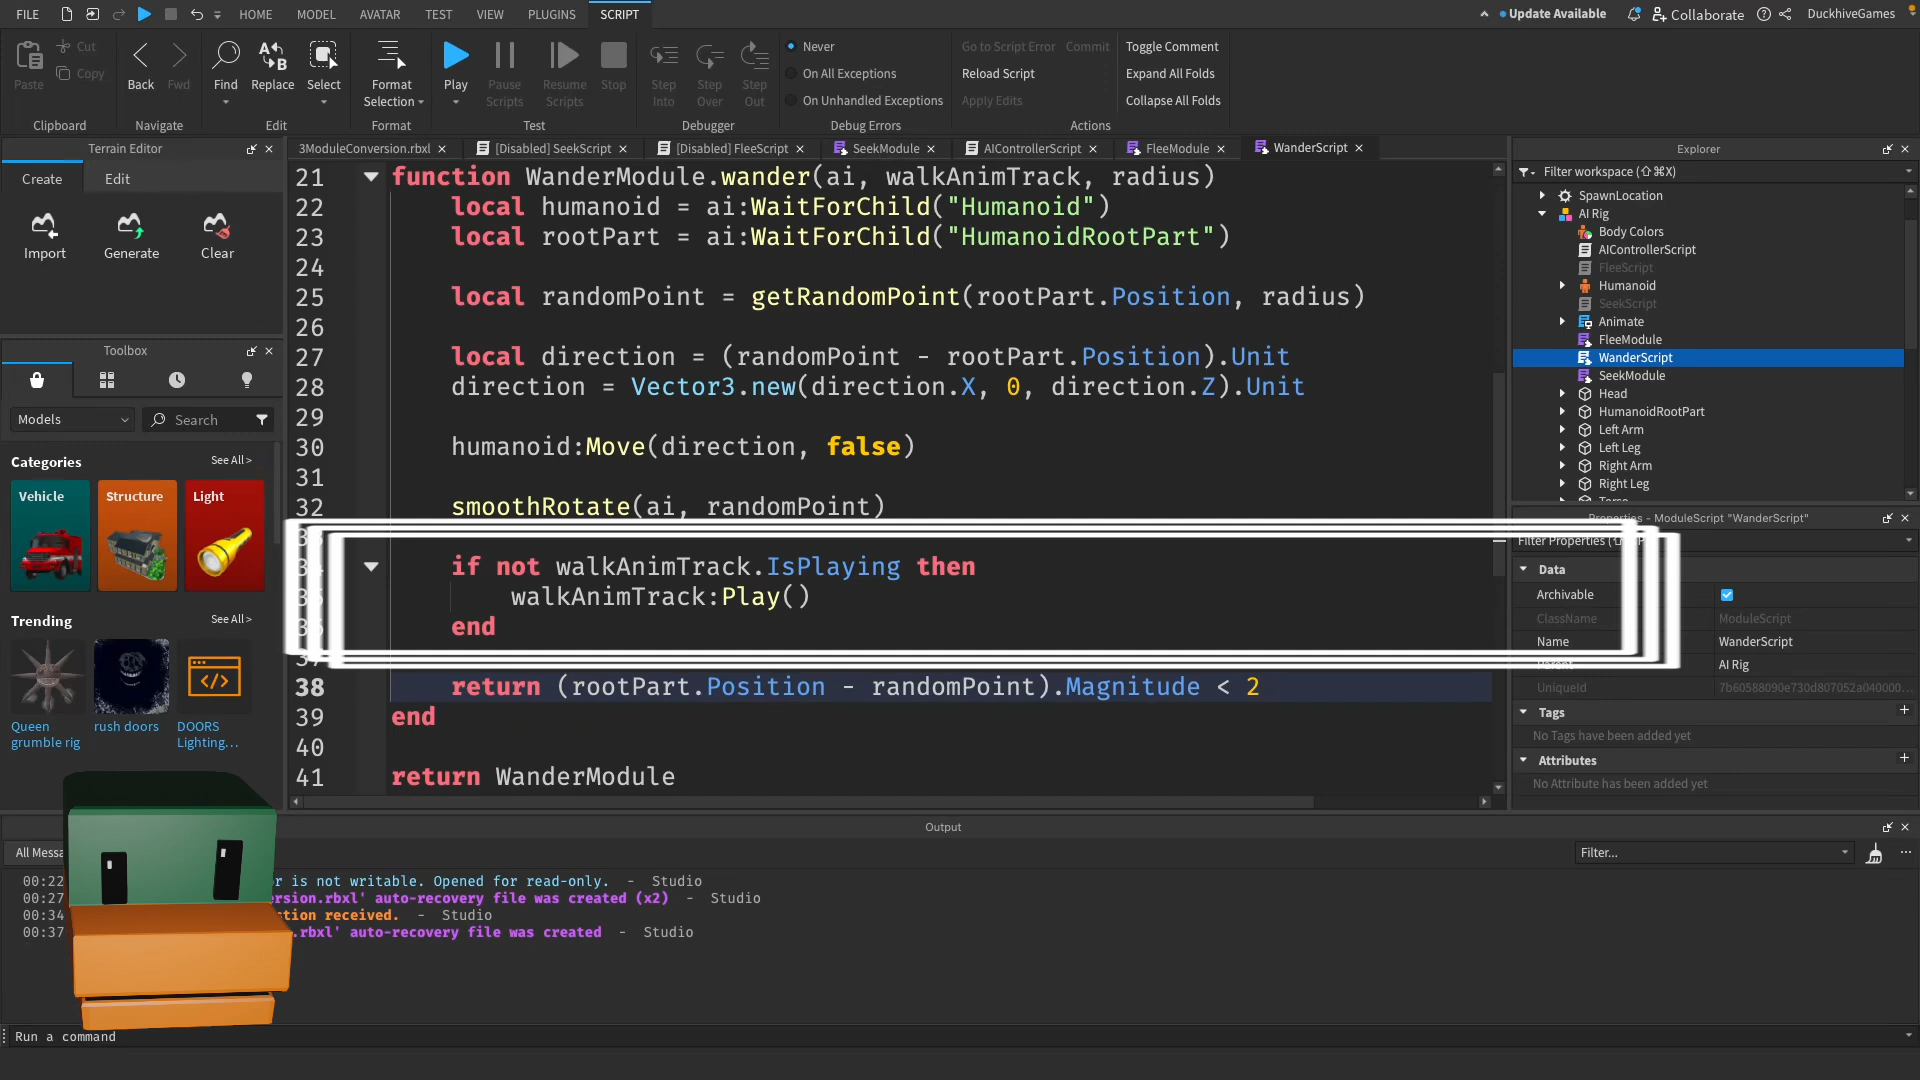 FILE HOME MODEL AVATAR TEST VIEW PLUGINS SCRIPT Update Available Collaborate DuckhiveGames
Paste Cut Copy
Clipboard
Back Fwd
Navigate
Find Replace Select
Edit
Format Selection
Format
Play Pause Scripts Resume Scripts Stop
Test
Step Into Step Over Step Out
Debugger
Never
On All Exceptions
On Unhandled Exceptions
Debug Errors
Go to Script Error Commit Toggle Comment
Reload Script Expand All Folds
Apply Edits Collapse All Folds
Actions
Terrain Editor
Create Edit
Import Generate Clear
Toolbox
Models Search
Categories See All >
Vehicle Structure Light
Trending See All >
Queen grumble rig
rush doors
DOORS Lighting...
3ModuleConversion.rbxl [Disabled] SeekScript [Disabled] FleeScript SeekModule AIControllerScript FleeModule WanderScript
21 function WanderModule.wander(ai, walkAnimTrack, radius)
22 local humanoid = ai:WaitForChild("Humanoid")
23 local rootPart = ai:WaitForChild("HumanoidRootPart")
24
25 local randomPoint = getRandomPoint(rootPart.Position, radius)
26
27 local direction = (randomPoint - rootPart.Position).Unit
28 direction = Vector3.new(direction.X, 0, direction.Z).Unit
29
30 humanoid:Move(direction, false)
31
32 smoothRotate(ai, randomPoint)
if not walkAnimTrack.IsPlaying then
walkAnimTrack:Play()
end
38 return (rootPart.Position - randomPoint).Magnitude < 2
39 end
40
41 return WanderModule
Explorer
Filter workspace (⇧⌘X)
SpawnLocation
AI Rig
Body Colors
AIControllerScript
FleeScript
Humanoid
SeekScript
Animate
FleeModule
WanderScript
SeekModule
Head
HumanoidRootPart
Left Arm
Left Leg
Right Arm
Right Leg
Properties - ModuleScript "WanderScript"
Filter Properties
Data
Archivable
ClassName ModuleScript
Name WanderScript
Parent AI Rig
UniqueId 7b60588090e730d807052a040000...
Tags
No Tags have been added yet
Attributes
No Attribute has been added yet
Output
All Messa Filter...
00:22 r is not writable. Opened for read-only. - Studio
00:27 ersion.rbxl' auto-recovery file was created (x2) - Studio
00:34 tion received. - Studio
00:37 .rbxl' auto-recovery file was created - Studio
Run a command